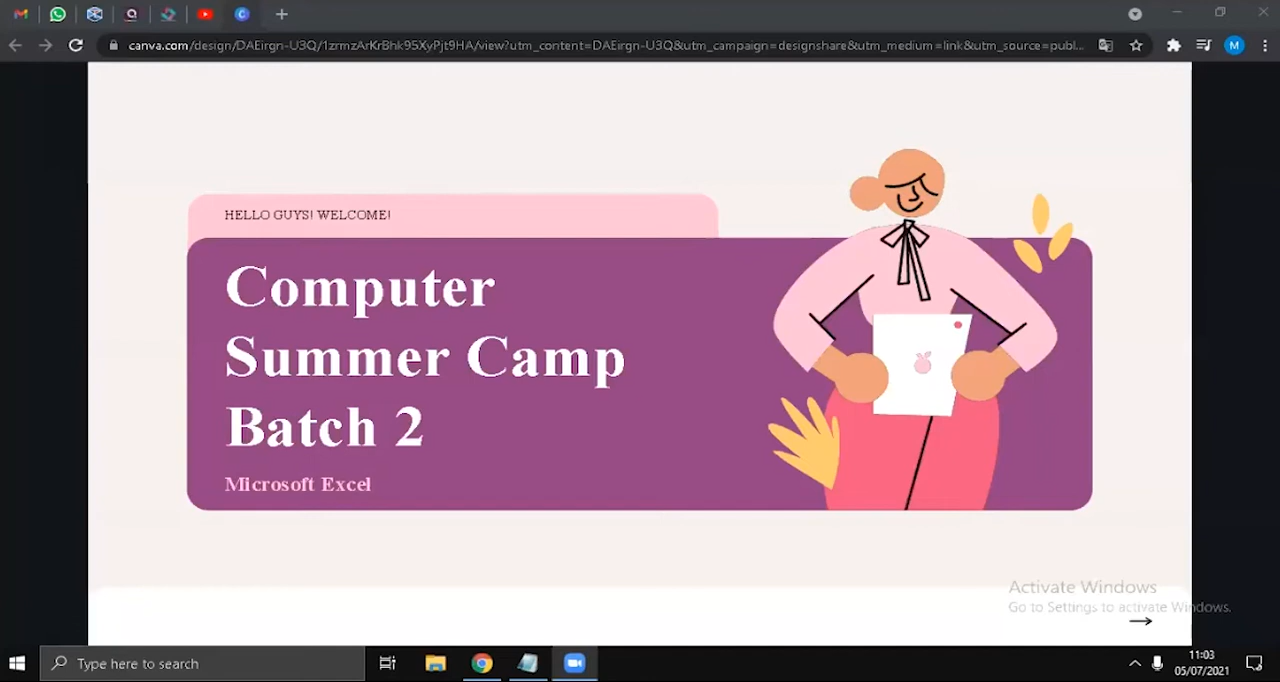 canva.com/design/DAEirgn-U3Q/1zrmzArKrBhk95XyPjt9HA/view?utm_content=DAEirgn-U3Q&utm_campaign=designshare&utm_medium=link&utm_source=publ...
M
HELLO GUYS! WELCOME!
Computer
Summer Camp
Batch 2
Microsoft Excel
Activate Windows
Go to Settings to activate Windows.
Type here to search
11:03
05/07/2021